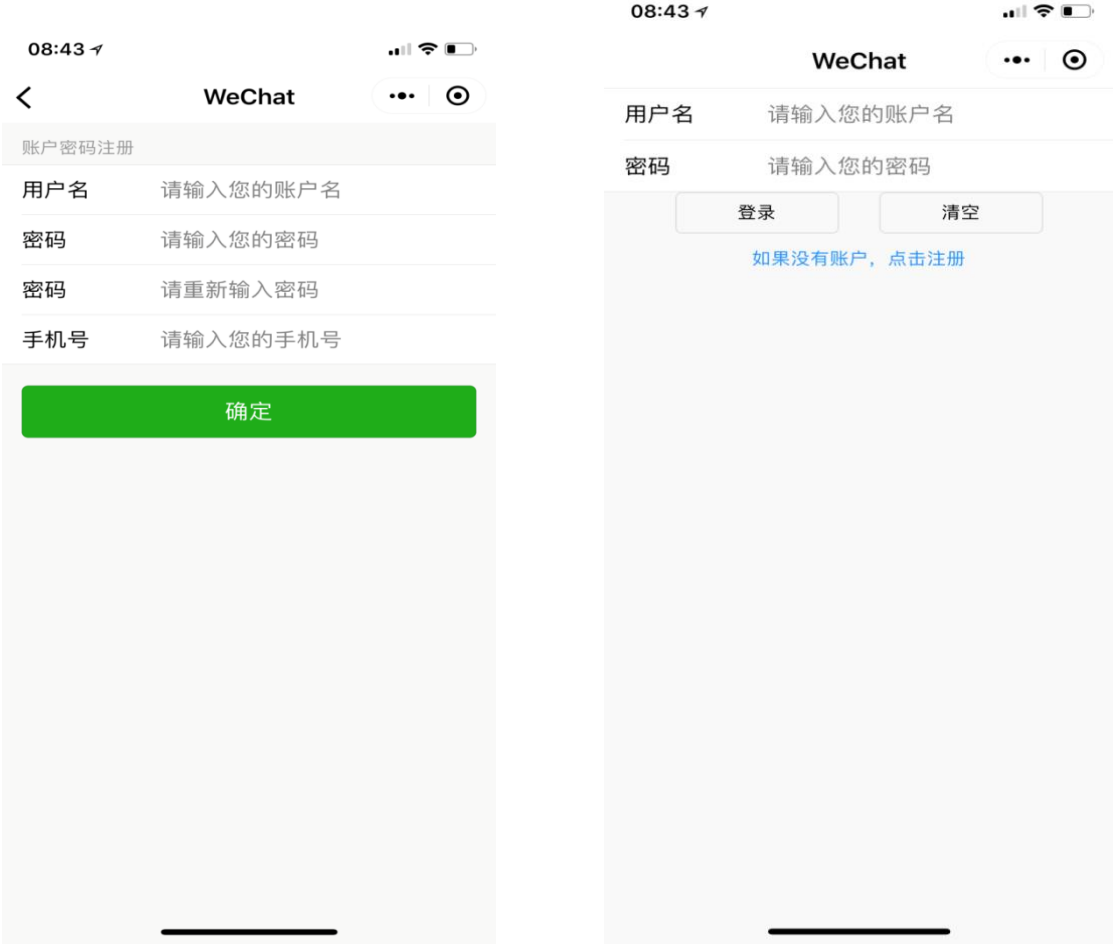 08:43
WeChat
账户密码注册
用户名 请输入您的账户名
密码 请输入您的密码
密码 请重新输入密码
手机号 请输入您的手机号
确定
08:43
WeChat
用户名 请输入您的账户名
密码 请输入您的密码
登录 清空
如果没有账户，点击注册